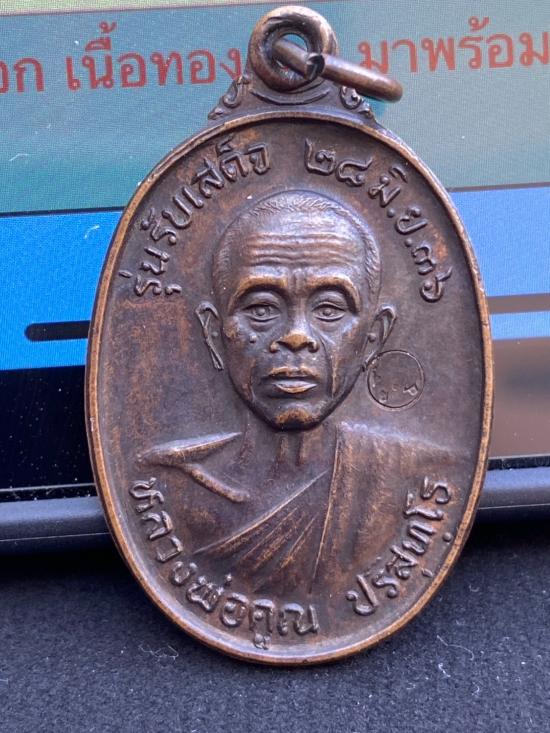 อก เนื้อทอง มาพร้อม
รุ่นรับเสด็จ ๒๘ มิ.ย.๓๖
หลวงพ่อคูณ ปริสุทฺโธ